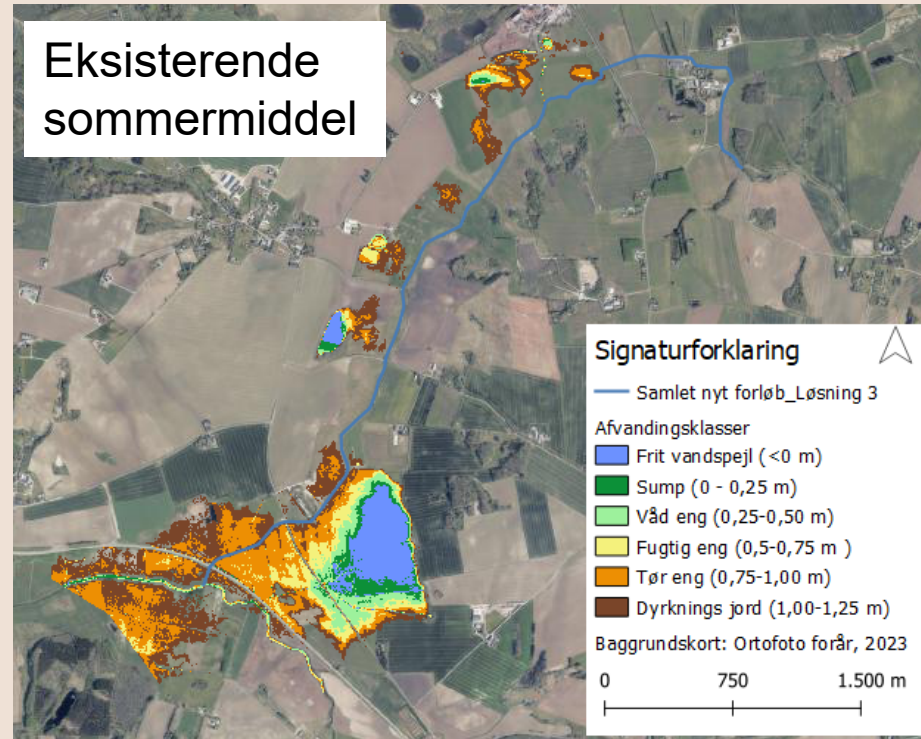 Eksisterende
sommermiddel
Signaturforklaring
Samlet nyt forløb_Løsning 3
Afvandingsklasser
Frit vandspejl (<0 m)
Sump (0 - 0,25 m)
Våd eng (0,25-0,50 m)
Fugtig eng (0,5-0,75 m )
Tør eng (0,75-1,00 m)
Dyrknings jord (1,00-1,25 m)
Baggrundskort: Ortofoto forår, 2023
0 750 1.500 m